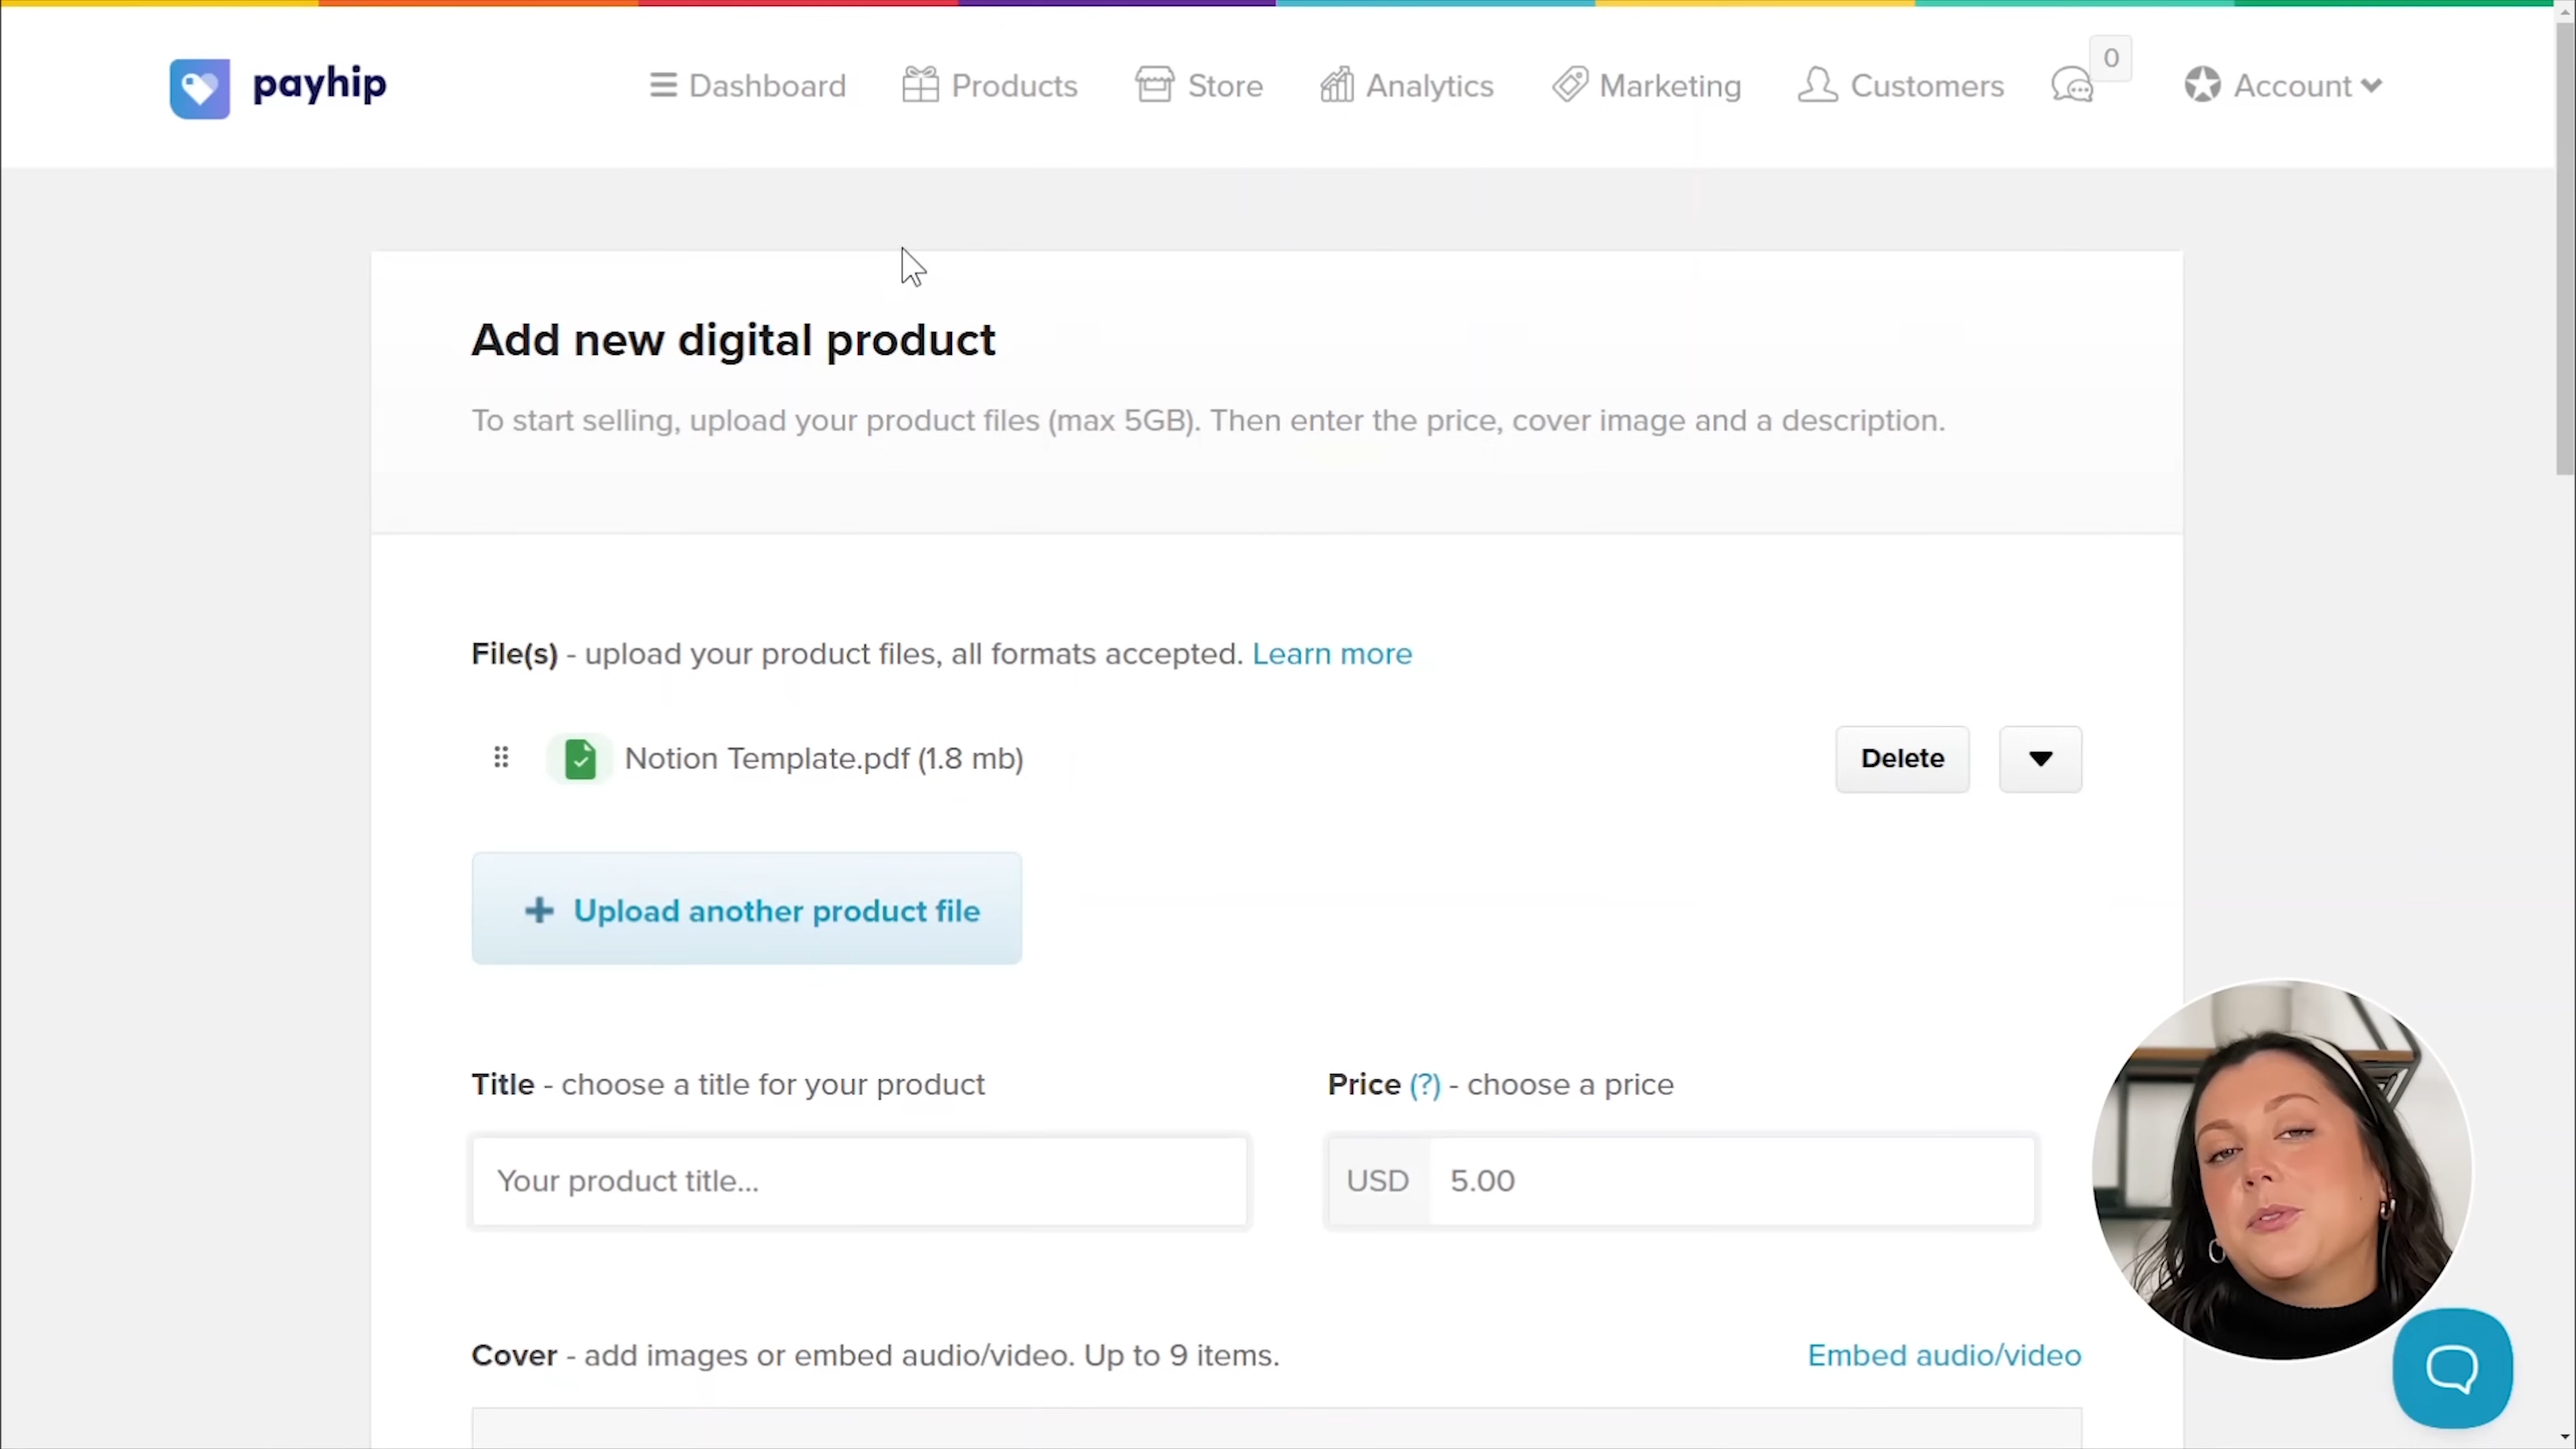 payhip
Dashboard
Products
Store
Analytics
Marketing
Customers
0
Account
Add new digital product
To start selling, upload your product files (max 5GB). Then enter the price, cover image and a description.
File(s) - upload your product files, all formats accepted. Learn more
Notion Template.pdf (1.8 mb)
Delete
+ Upload another product file
Title - choose a title for your product
Price (?) - choose a price
Your product title...
USD 5.00
Cover - add images or embed audio/video. Up to 9 items.
Embed audio/video